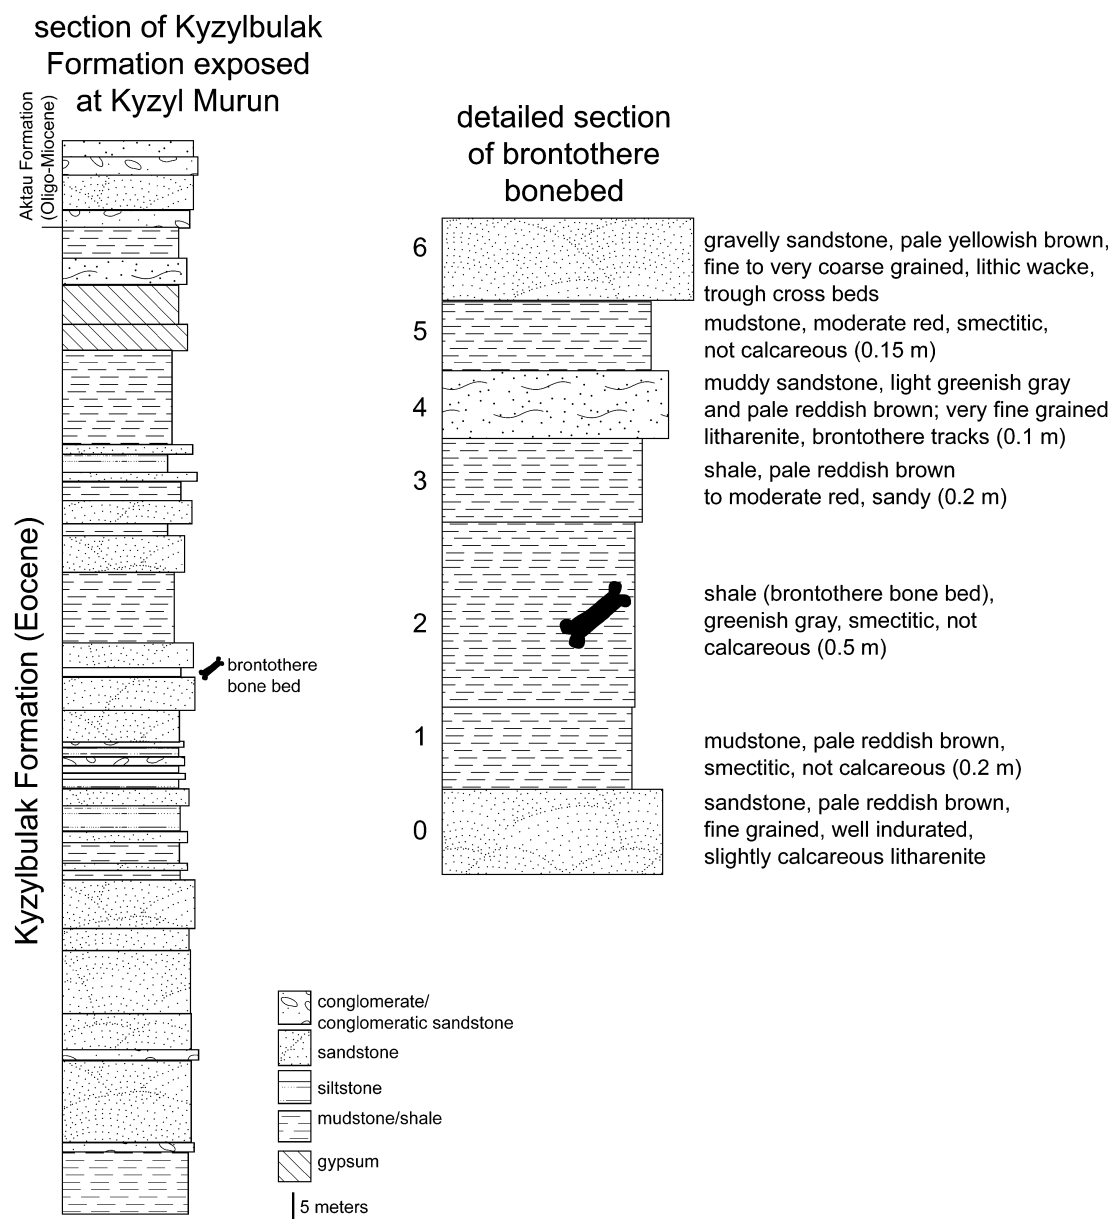 section of Kyzylbulak
Formation exposed
at Kyzyl Murun
Aktau Formation
(Oligo-Miocene)
Kyzylbulak Formation (Eocene)
brontothere
bone bed
detailed section
of brontothere
bonebed
6
gravelly sandstone, pale yellowish brown,
fine to very coarse grained, lithic wacke,
trough cross beds
5
mudstone, moderate red, smectitic,
not calcareous (0.15 m)
4
muddy sandstone, light greenish gray
and pale reddish brown; very fine grained
litharenite, brontothere tracks (0.1 m)
3
shale, pale reddish brown
to moderate red, sandy (0.2 m)
2
shale (brontothere bone bed),
greenish gray, smectitic, not
calcareous (0.5 m)
1
mudstone, pale reddish brown,
smectitic, not calcareous (0.2 m)
0
sandstone, pale reddish brown,
fine grained, well indurated,
slightly calcareous litharenite
conglomerate/
conglomeratic sandstone
sandstone
siltstone
mudstone/shale
gypsum
5 meters